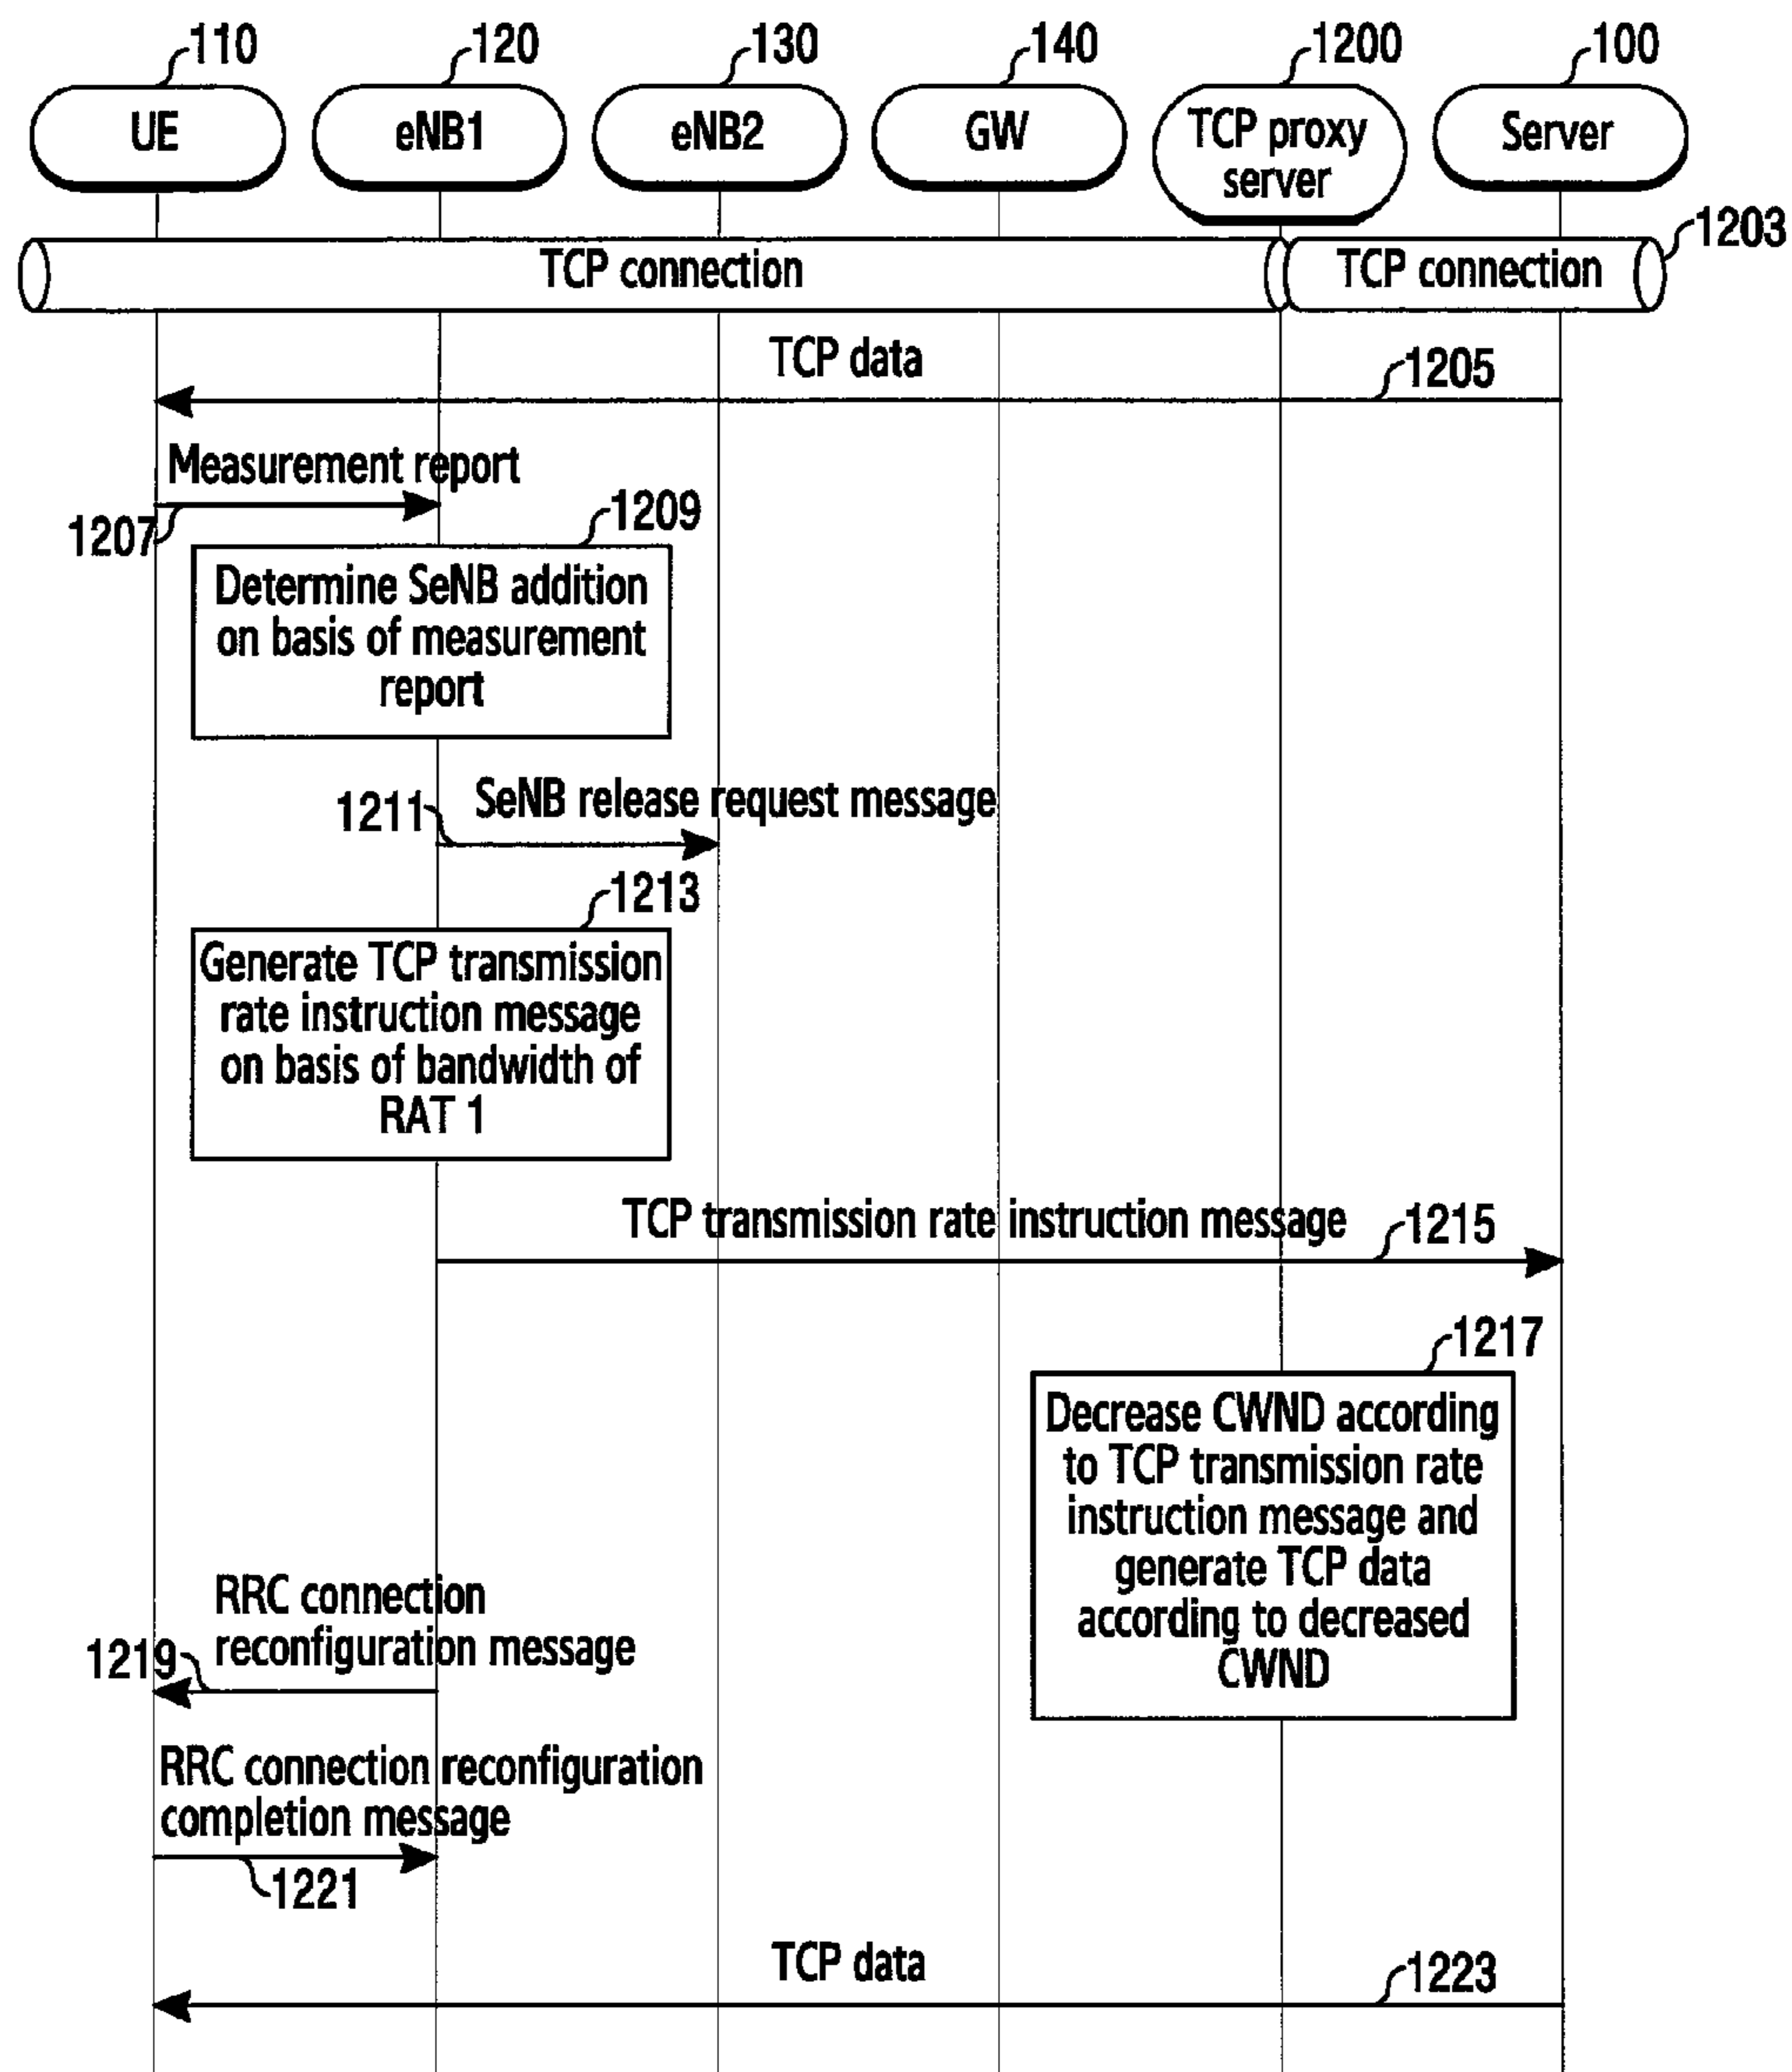 110
120
130
140
1200
100
UE
eNB1
eNB2
GW
TCP proxy
server
Server
1203
TCP connection
TCP connection
TCP data
1205
Measurement report
1207
1209
Determine SeNB addition
on basis of measurement
report
1211
SeNB release request message
1213
Generate TCP transmission
rate instruction message
on basis of bandwidth of
RAT 1
TCP transmission rate instruction message
1215
1217
Decrease CWND according
to TCP transmission rate
instruction message and
generate TCP data
according to decreased
CWND
RRC connection
reconfiguration message
1219
RRC connection reconfiguration
completion message
1221
TCP data
1223